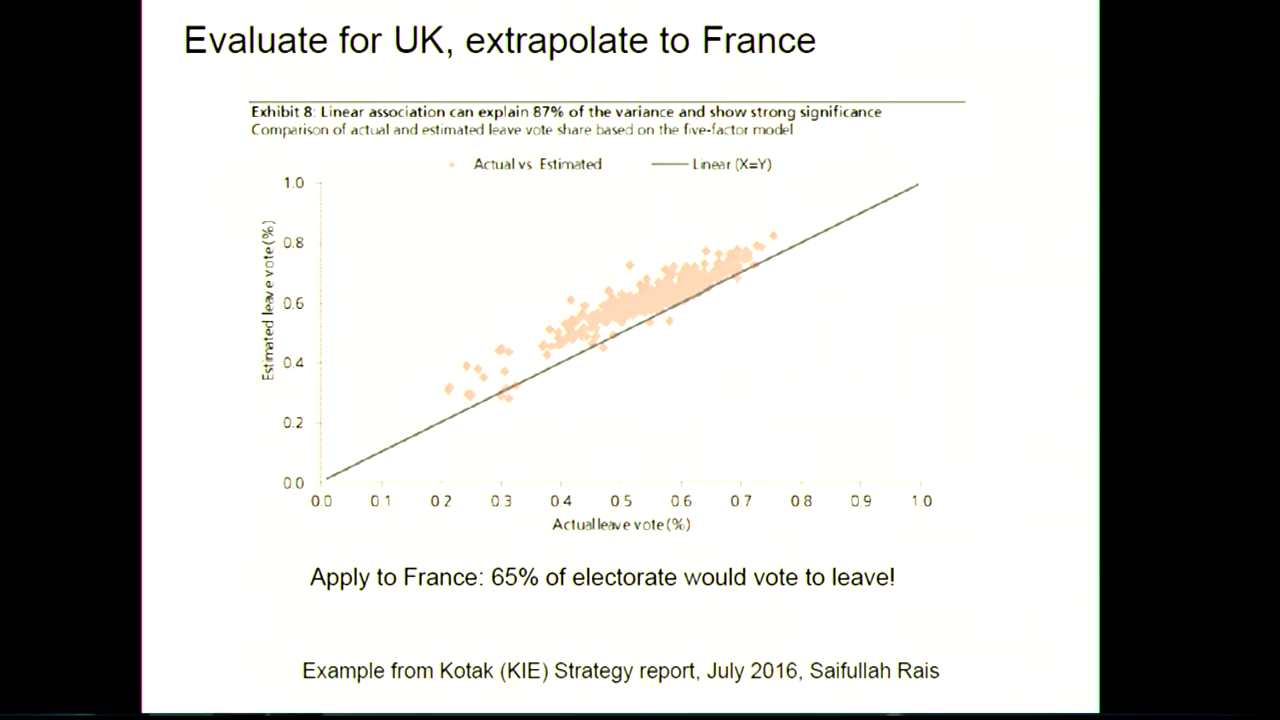 Evaluate for UK, extrapolate to France
Exhibit 8: Linear association can explain 87% of the variance and show strong significance
Comparison of actual and estimated leave vote share based on the five-factor model
Actual vs Estimated
Linear (X=Y)
Estimated leave vote (%)
1.0
0.8
0.6
0.4
0.2
0.0
0.0 0.1 0.2 0.3 0.4 0.5 0.6 0.7 0.8 0.9 1.0
Actual leave vote (%)
Apply to France: 65% of electorate would vote to leave!
Example from Kotak (KIE) Strategy report, July 2016, Saifullah Rais